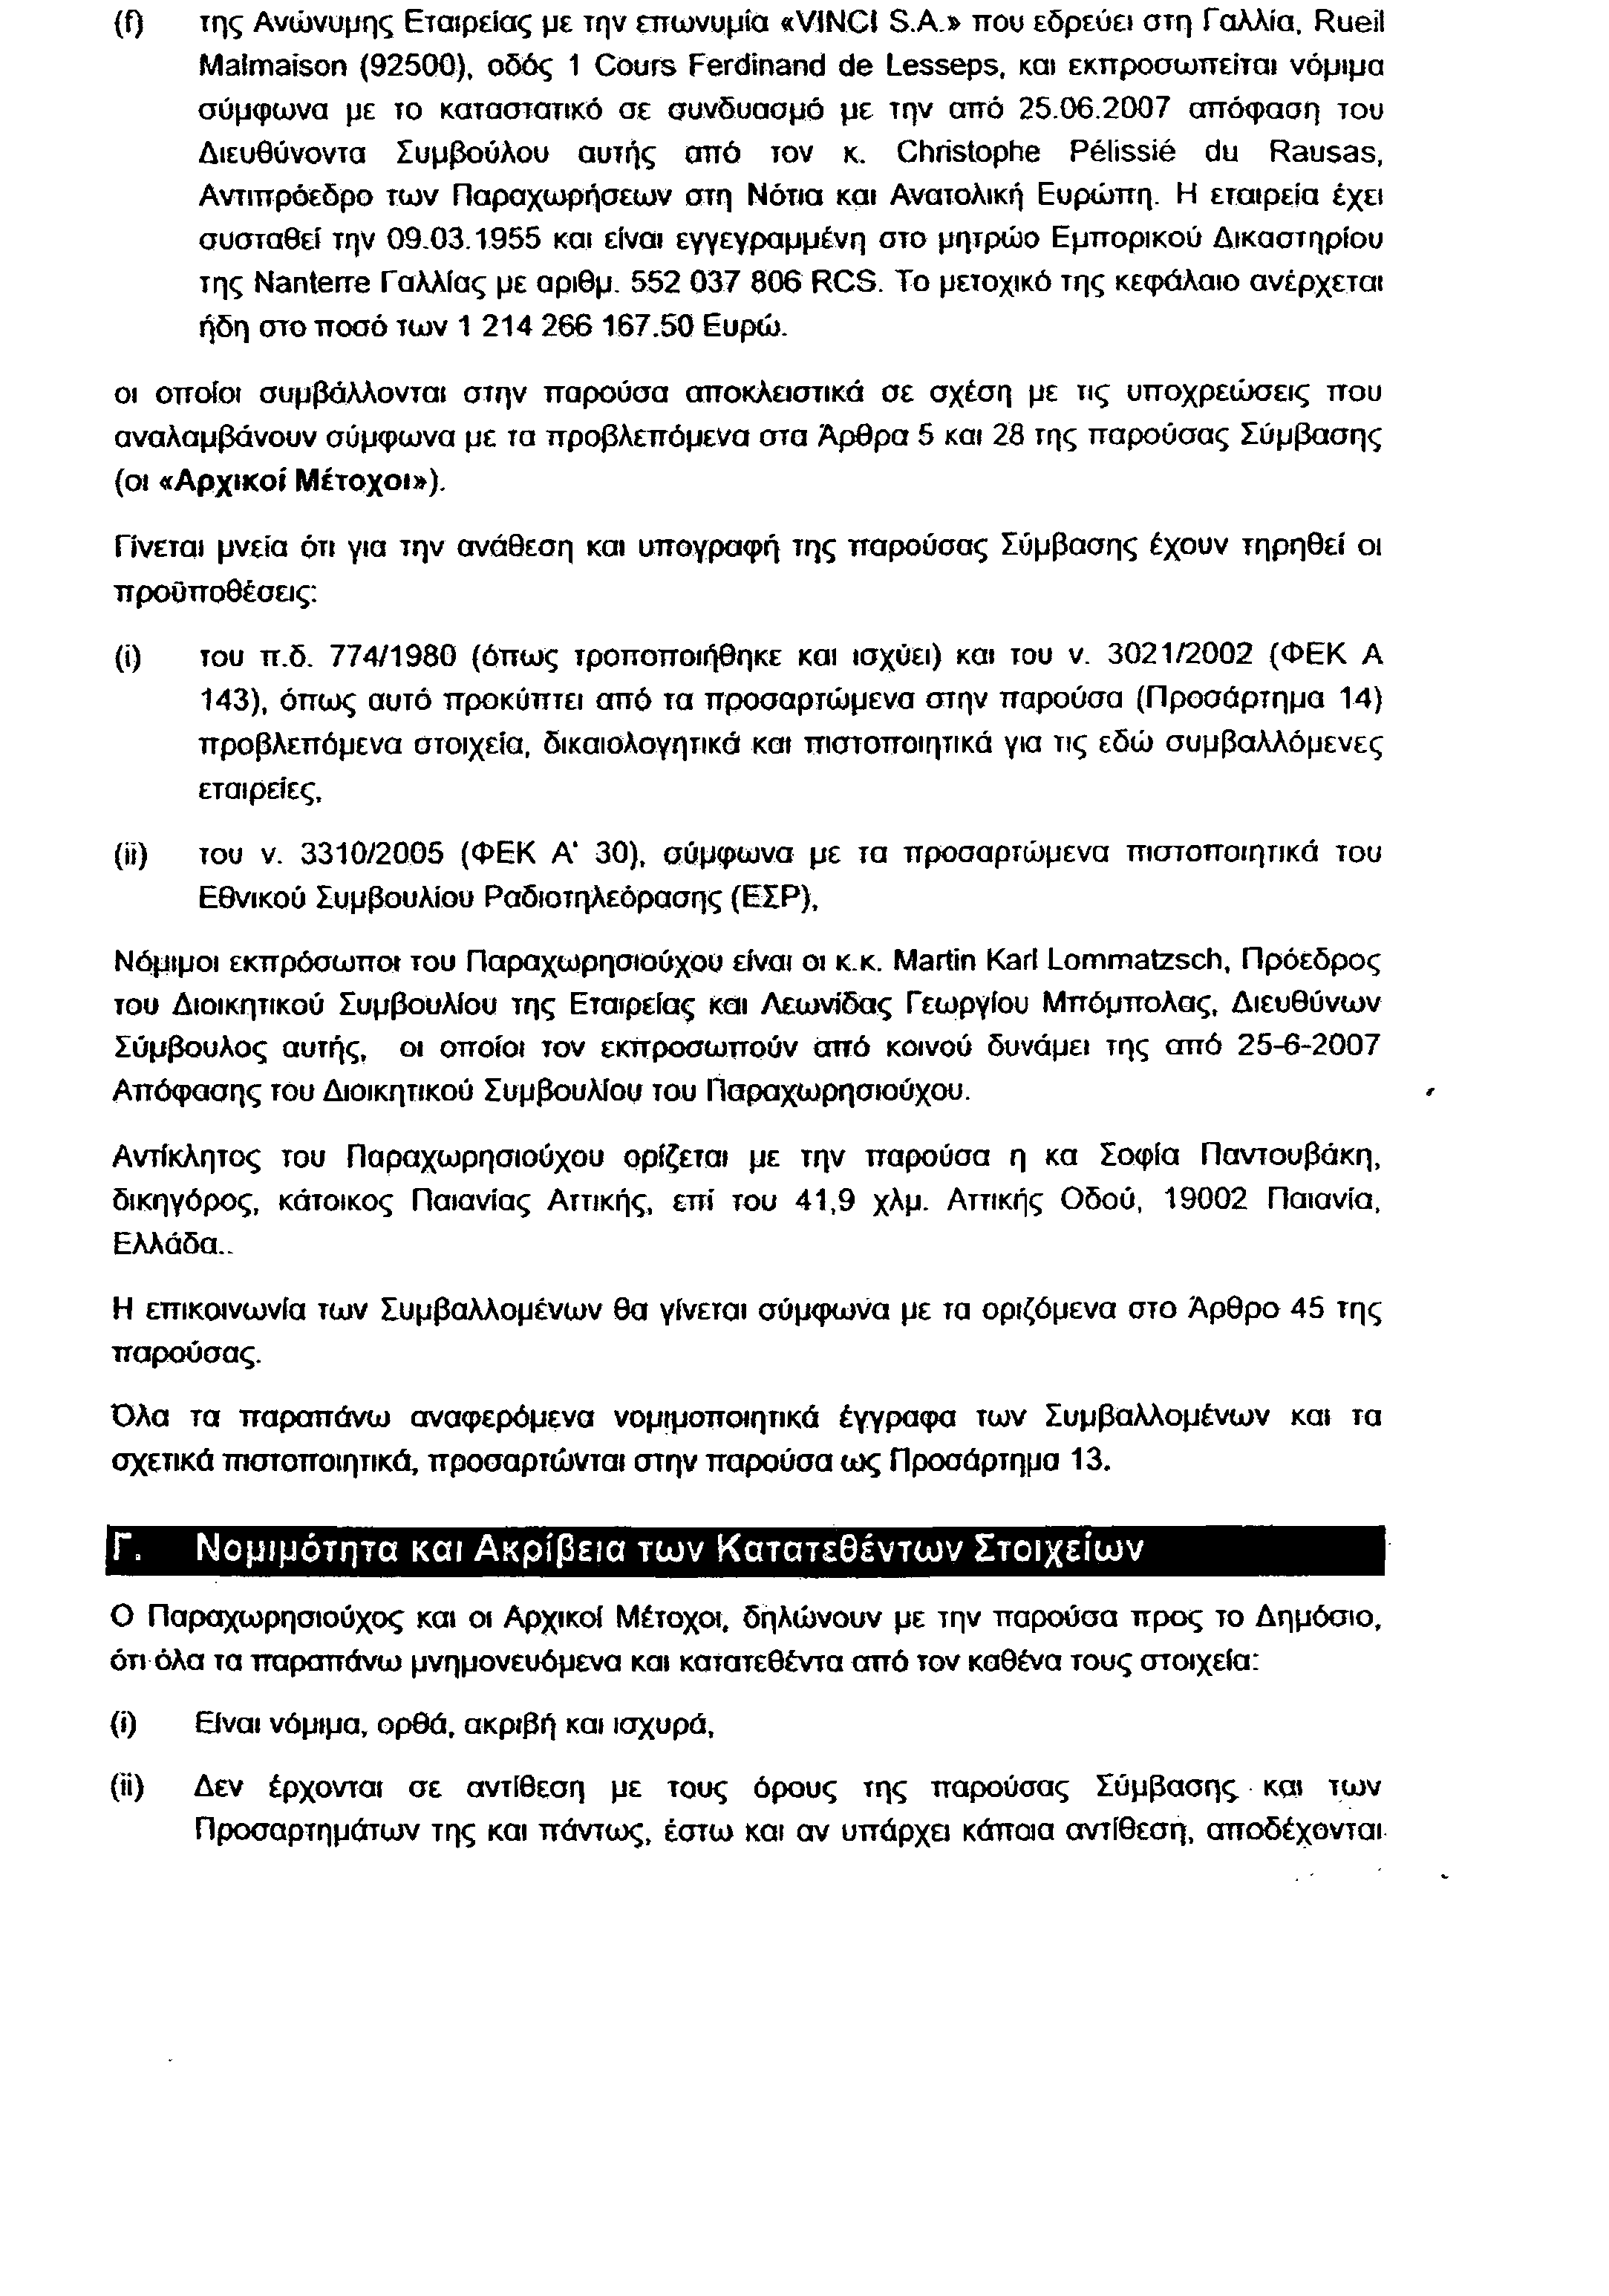 (f) της Ανώνυμης Εταιρείας με την επωνυμία «VINCI S.A.» που εδρεύει στη Γαλλία, Rueil
Malmaison (92500), οδός 1 Cours Ferdinand de Lesseps, και εκπροσωπείται νόμιμα
σύμφωνα με το καταστατικό σε συνδυασμό με την από 25.06.2007 απόφαση του
Διευθύνοντα Συμβούλου αυτής από τον κ. Christophe Pélissié du Rausas,
Αντιπρόεδρο των Παραχωρήσεων στη Νότια και Ανατολική Ευρώπη. Η εταιρεία έχει
συσταθεί την 09.03.1955 και είναι εγγεγραμμένη στο μητρώο Εμπορικού Δικαστηρίου
της Nanterre Γαλλίας με αριθμ. 552 037 806 RCS. Το μετοχικό της κεφάλαιο ανέρχεται
ήδη στο ποσό των 1 214 266 167.50 Ευρώ.
οι οποίοι συμβάλλονται στην παρούσα αποκλειστικά σε σχέση με τις υποχρεώσεις που
αναλαμβάνουν σύμφωνα με τα προβλεπόμενα στα Άρθρα 5 και 28 της παρούσας Σύμβασης
(οι «Αρχικοί Μέτοχοι»).
Γίνεται μνεία ότι για την ανάθεση και υπογραφή της παρούσας Σύμβασης έχουν τηρηθεί οι
προϋποθέσεις:
(i) του π.δ. 774/1980 (όπως τροποποιήθηκε και ισχύει) και του ν. 3021/2002 (ΦΕΚ Α
143), όπως αυτό προκύπτει από τα προσαρτώμενα στην παρούσα (Προσάρτημα 14)
προβλεπόμενα στοιχεία, δικαιολογητικά και πιστοποιητικά για τις εδώ συμβαλλόμενες
εταιρείες,
(ii) του ν. 3310/2005 (ΦΕΚ Α' 30), σύμφωνα με τα προσαρτώμενα πιστοποιητικά του
Εθνικού Συμβουλίου Ραδιοτηλεόρασης (ΕΣΡ),
Νόμιμοι εκπρόσωποι του Παραχωρησιούχου είναι οι κ.κ. Martin Karl Lommatzsch, Πρόεδρος
του Διοικητικού Συμβουλίου της Εταιρείας και Λεωνίδας Γεωργίου Μπόμπολας, Διευθύνων
Σύμβουλος αυτής, οι οποίοι τον εκπροσωπούν από κοινού δυνάμει της από 25-6-2007
Απόφασης του Διοικητικού Συμβουλίου του Παραχωρησιούχου.
Αντίκλητος του Παραχωρησιούχου ορίζεται με την παρούσα η κα Σοφία Παντουβάκη,
δικηγόρος, κάτοικος Παιανίας Αττικής, επί του 41,9 χλμ. Αττικής Οδού, 19002 Παιανία,
Ελλάδα..
Η επικοινωνία των Συμβαλλομένων θα γίνεται σύμφωνα με τα οριζόμενα στο Άρθρο 45 της
παρούσας.
Όλα τα παραπάνω αναφερόμενα νομιμοποιητικά έγγραφα των Συμβαλλομένων και τα
σχετικά πιστοποιητικά, προσαρτώνται στην παρούσα ως Προσάρτημα 13.
Γ. Νομιμότητα και Ακρίβεια των Κατατεθέντων Στοιχείων
Ο Παραχωρησιούχος και οι Αρχικοί Μέτοχοι, δηλώνουν με την παρούσα προς το Δημόσιο,
ότι όλα τα παραπάνω μνημονευόμενα και κατατεθέντα από τον καθένα τους στοιχεία:
(i) Είναι νόμιμα, ορθά, ακριβή και ισχυρά,
(ii) Δεν έρχονται σε αντίθεση με τους όρους της παρούσας Σύμβασης και των
Προσαρτημάτων της και πάντως, έστω και αν υπάρχει κάποια αντίθεση, αποδέχονται